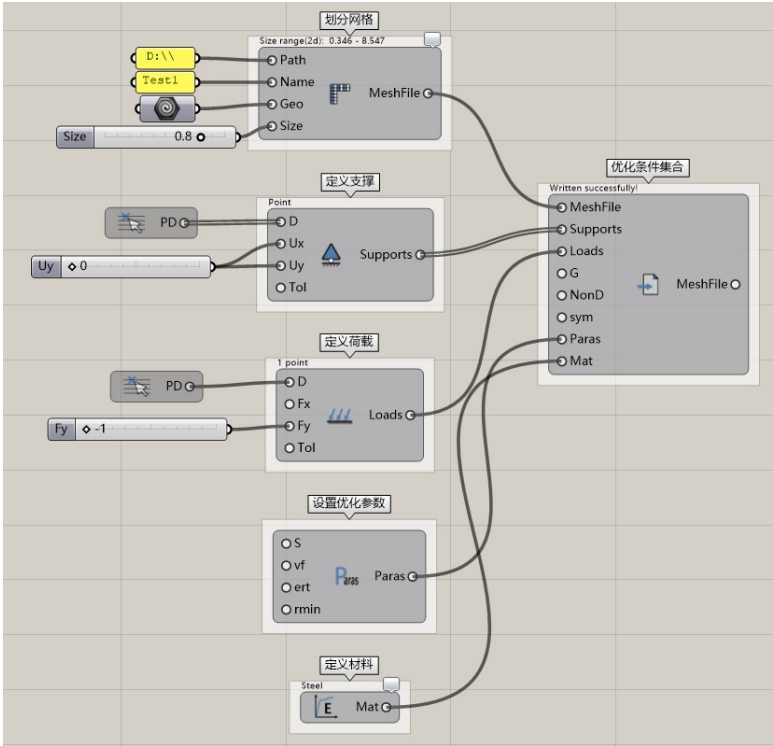 划分网格
Size range(2d): 0.346 - 8.547
D:\\
Path
Test1
Name
MeshFile
Geo
Size
0.8
Size
定义支撑
Point
PD
D
Ux
Uy
0
Uy
Supports
Tol
定义荷载
1 point
PD
D
Fx
Loads
Fy
-1
Fy
Tol
设置优化参数
S
vf
Paras
Paras
ert
rmin
定义材料
Steel
E
Mat
优化条件集合
Written successfully!
MeshFile
Supports
Loads
G
MeshFile
NonD
sym
Paras
Mat